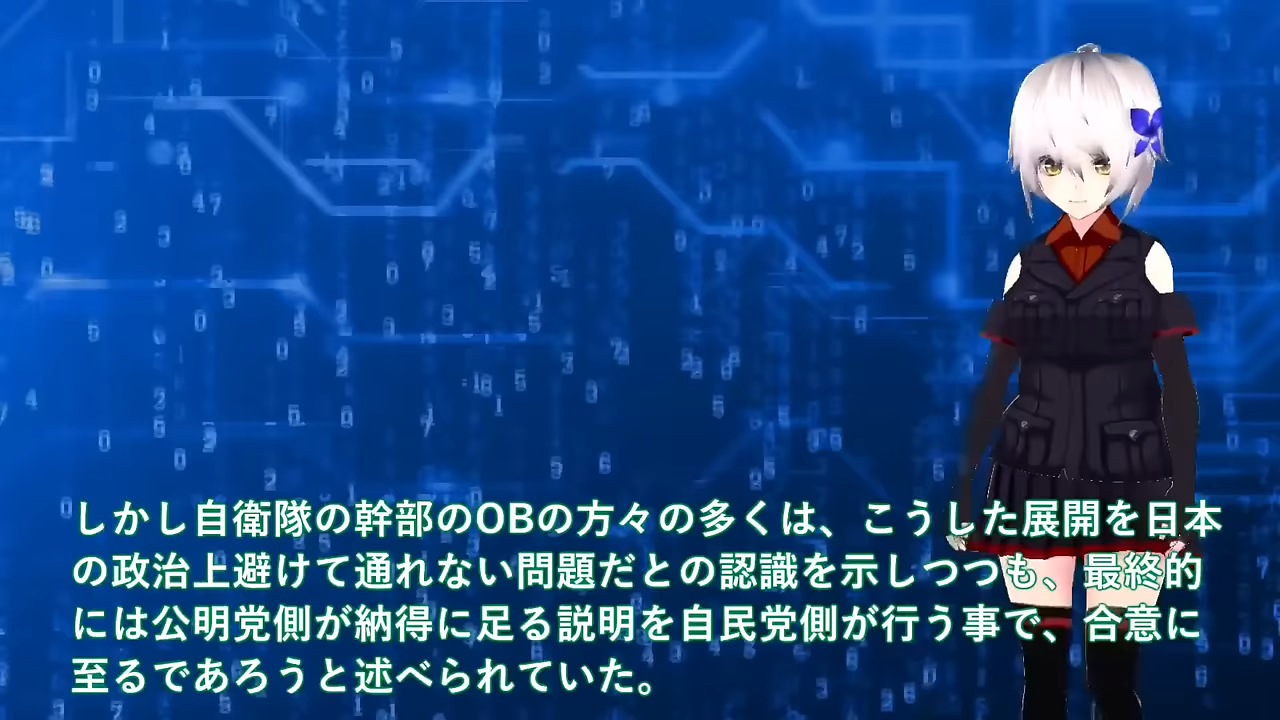 しかし自衛隊の幹部のOBの方々の多くは、こうした展開を日本
の政治上避けて通れない問題だとの認識を示しつつも、最終的
には公明党側が納得に足る説明を自民党側が行う事で、合意に
至るであろうと述べられていた。